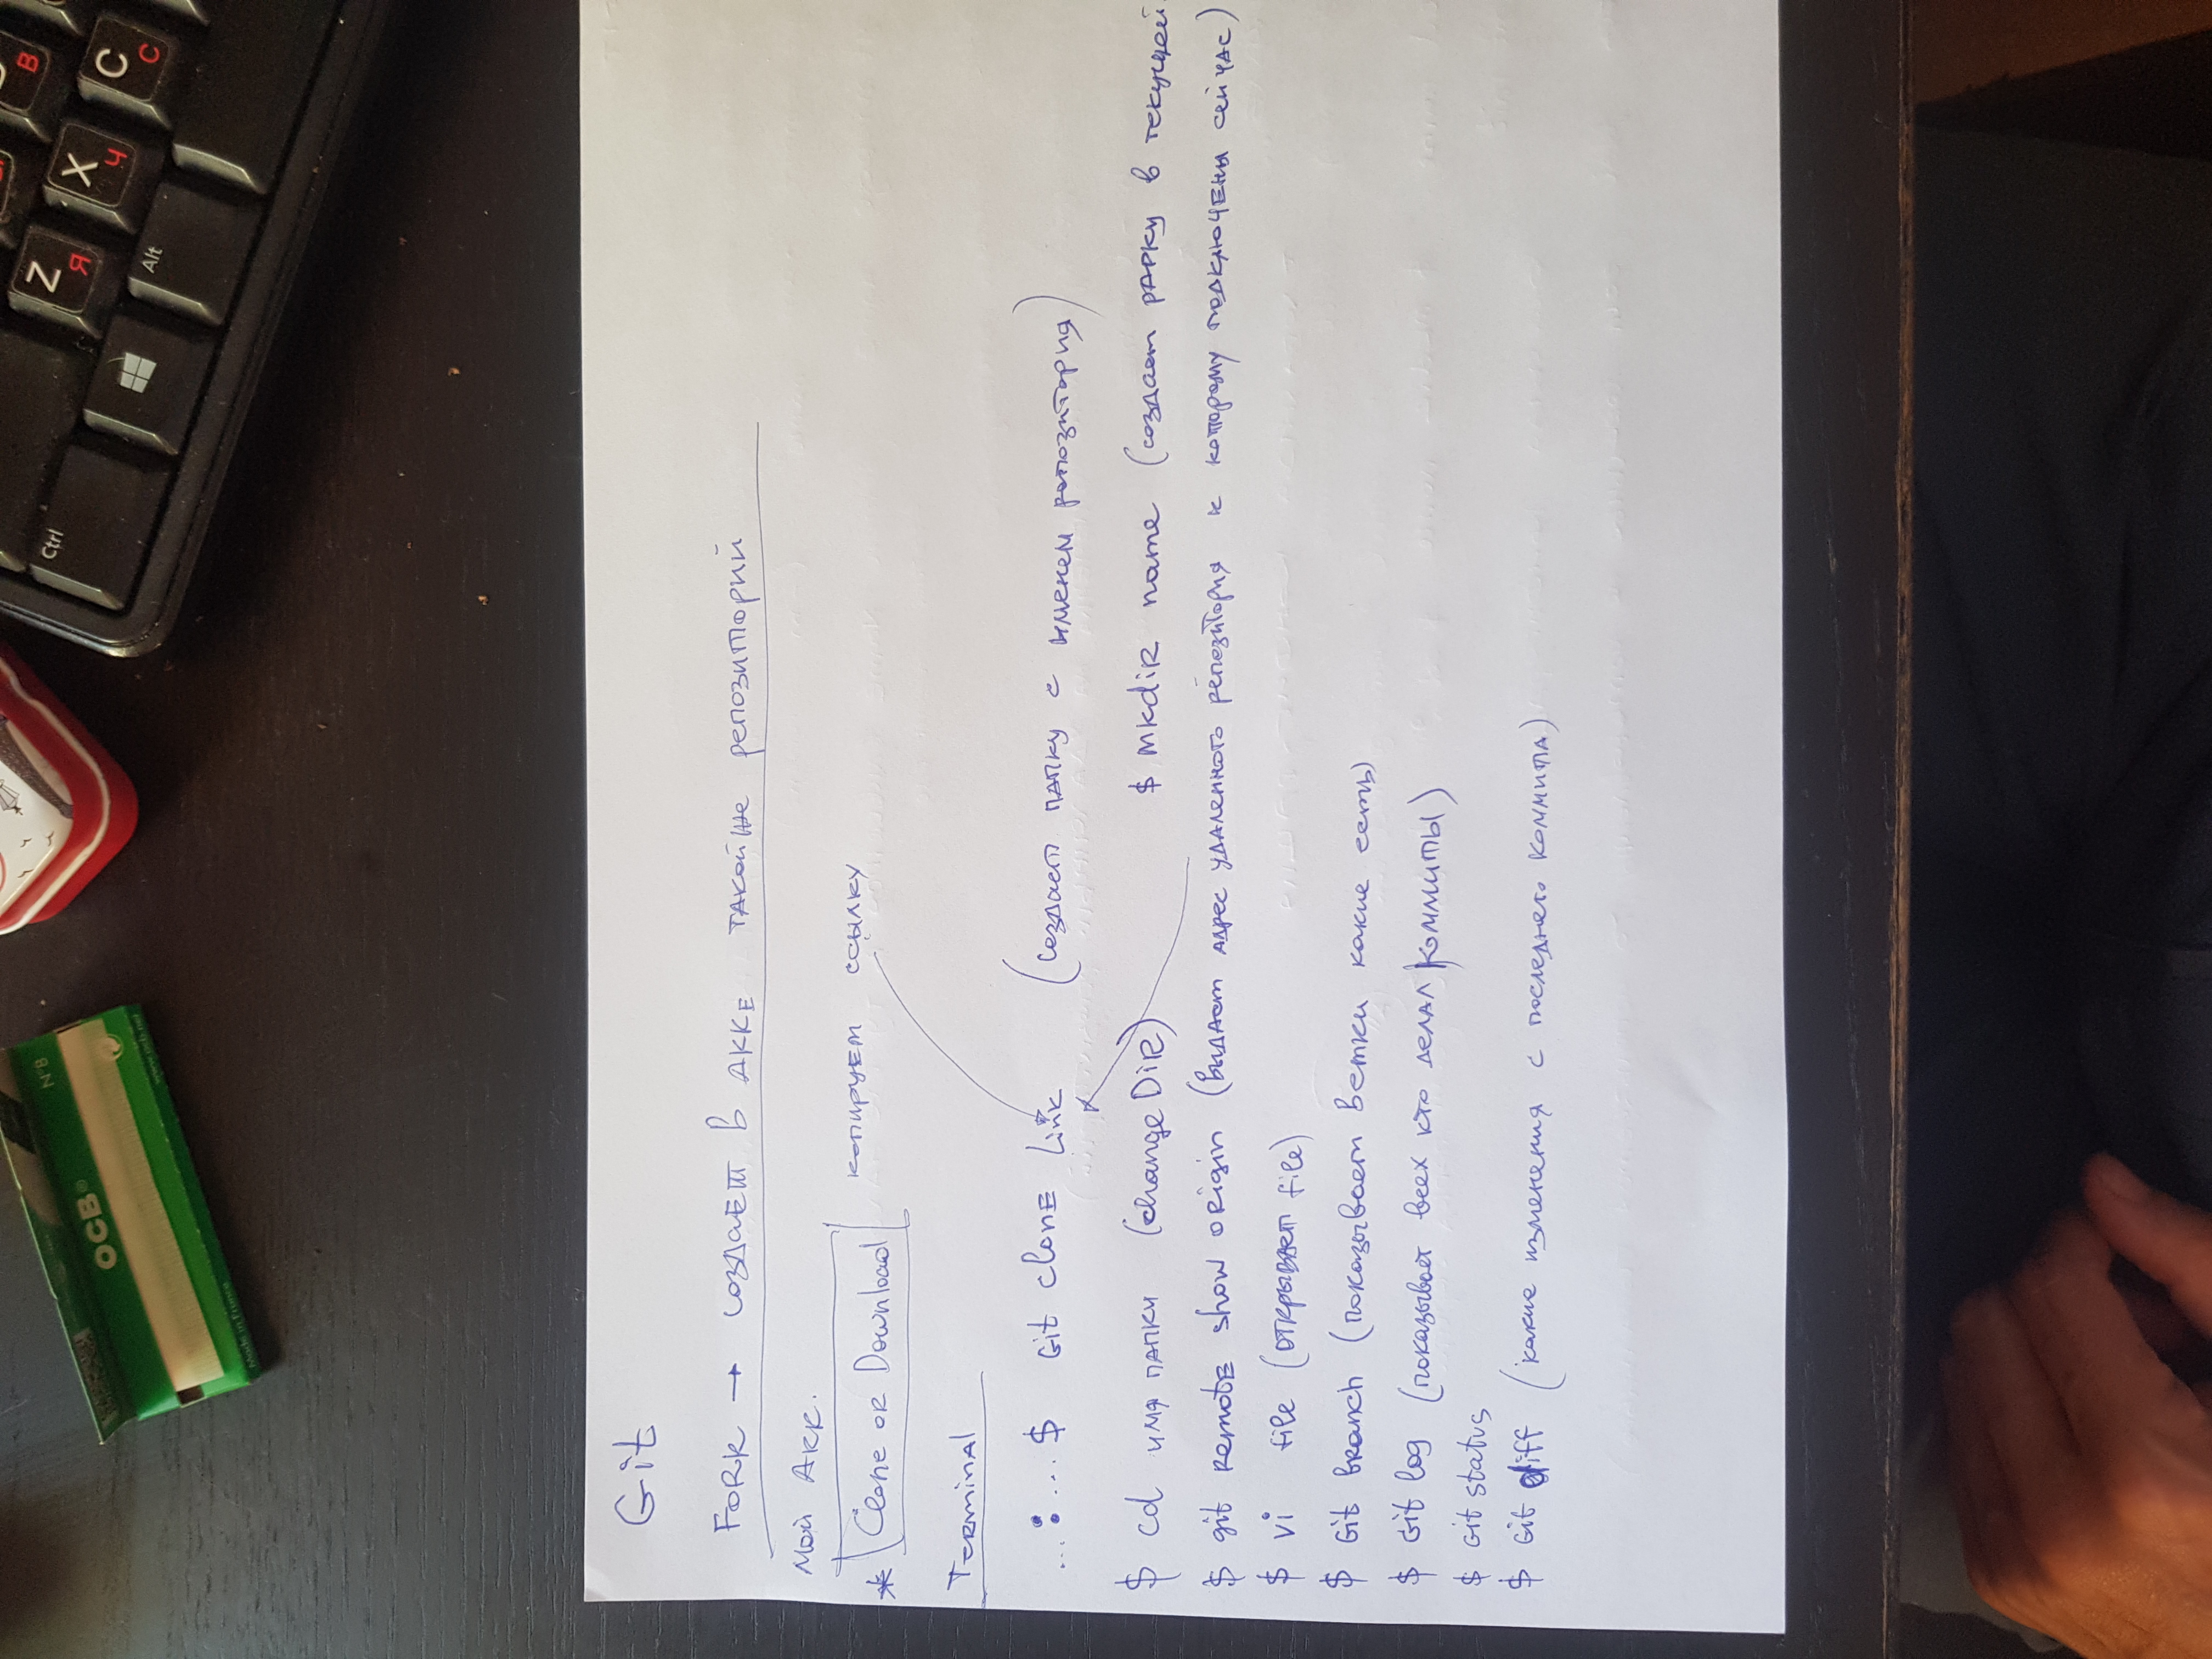 OCB
N°8
www.ocb.net
Made in France
Ctrl
Alt
Z Я
X Ч
C С
В
Git
Fork → создает в акке такойже репозиторий
Мой Акк.
* Clone or Download копируем ссылку
Terminal
...:...$ Git clone link (создает папку с именем репозитория)
$ cd имя папки (change DiR) $ mkdir name (создает рарку в текущей
$ git remote show origin (выдает адрес удаленного репозитория к которому подключены сейчас)
$ vi file (открывает file)
$ Git branch (показывает ветки какие есть)
$ Git log (показывает всех кто делал коммиты)
$ Git status
$ Git diff (какие изменения с последнего коммита)